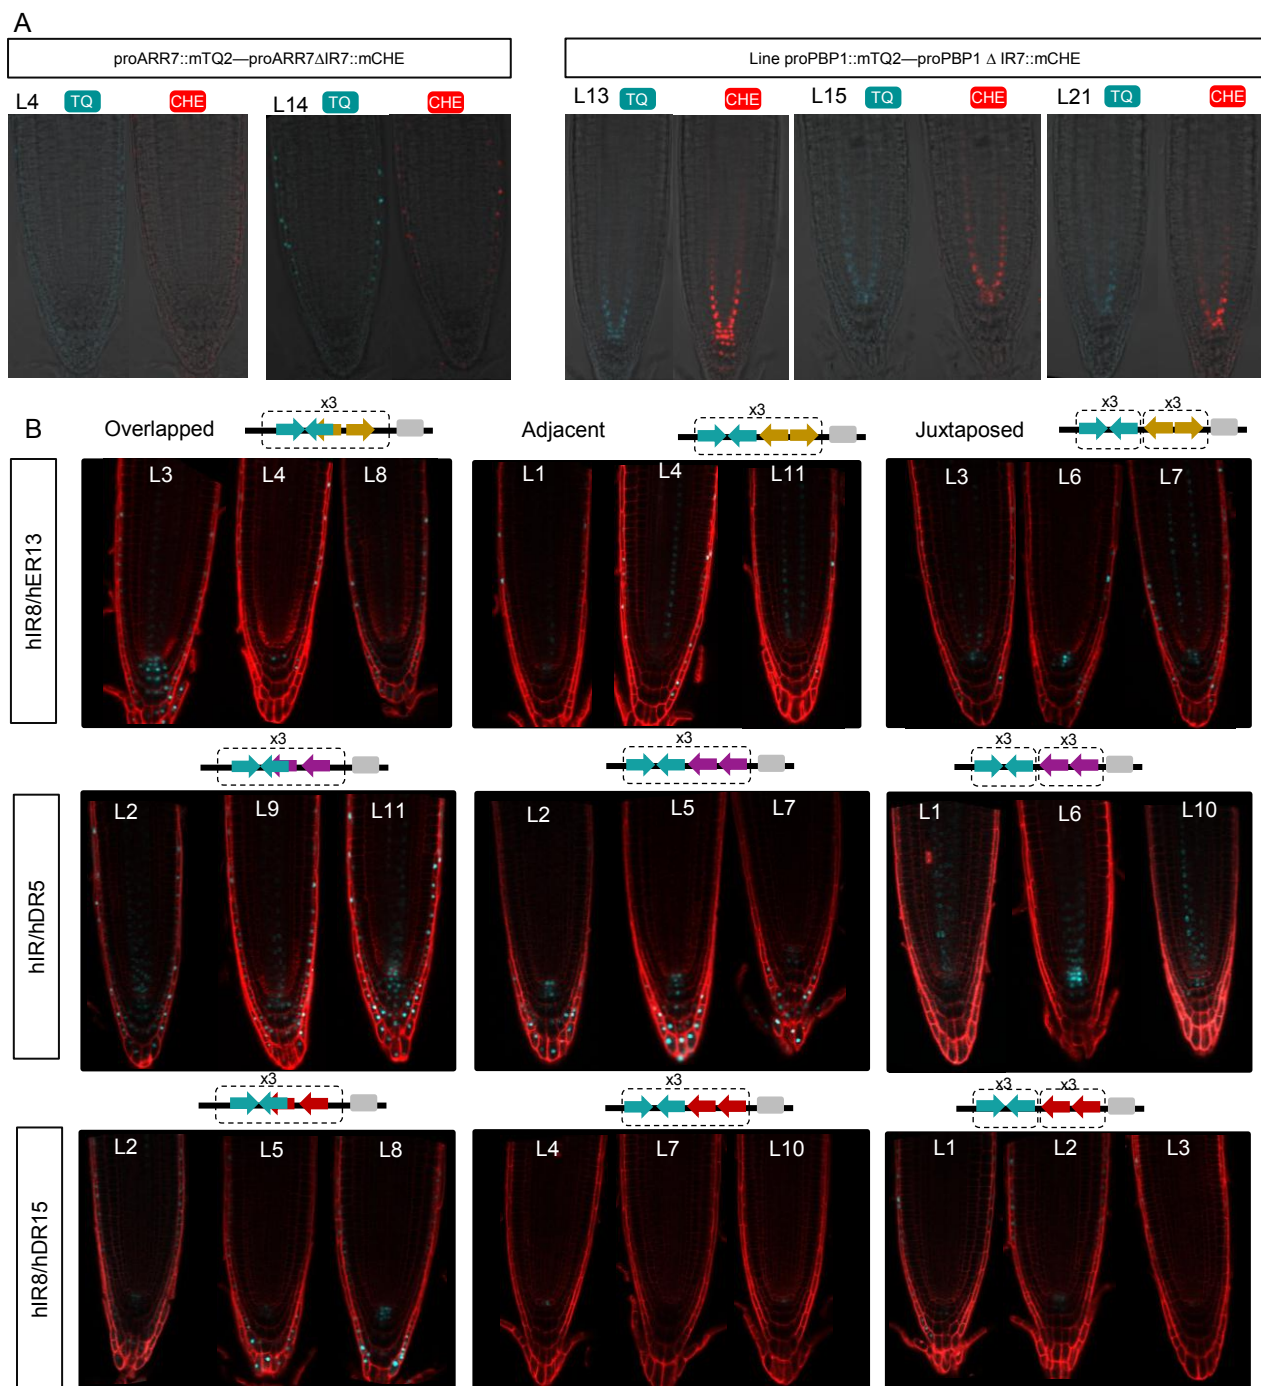 A
proARR7::mTQ2—proARR7ΔIR7::mCHE
Line proPBP1::mTQ2—proPBP1 Δ IR7::mCHE
L4 TQ CHE L14 TQ CHE L13 TQ CHE L15 TQ CHE L21 TQ CHE
B Overlapped x3 Adjacent x3 Juxtaposed x3 x3
hIR8/hER13
L3 L4 L8 L1 L4 L11 L3 L6 L7
x3 x3 x3 x3
hIR/hDR5
L2 L9 L11 L2 L5 L7 L1 L6 L10
x3 x3 x3 x3
hIR8/hDR15
L2 L5 L8 L4 L7 L10 L1 L2 L3